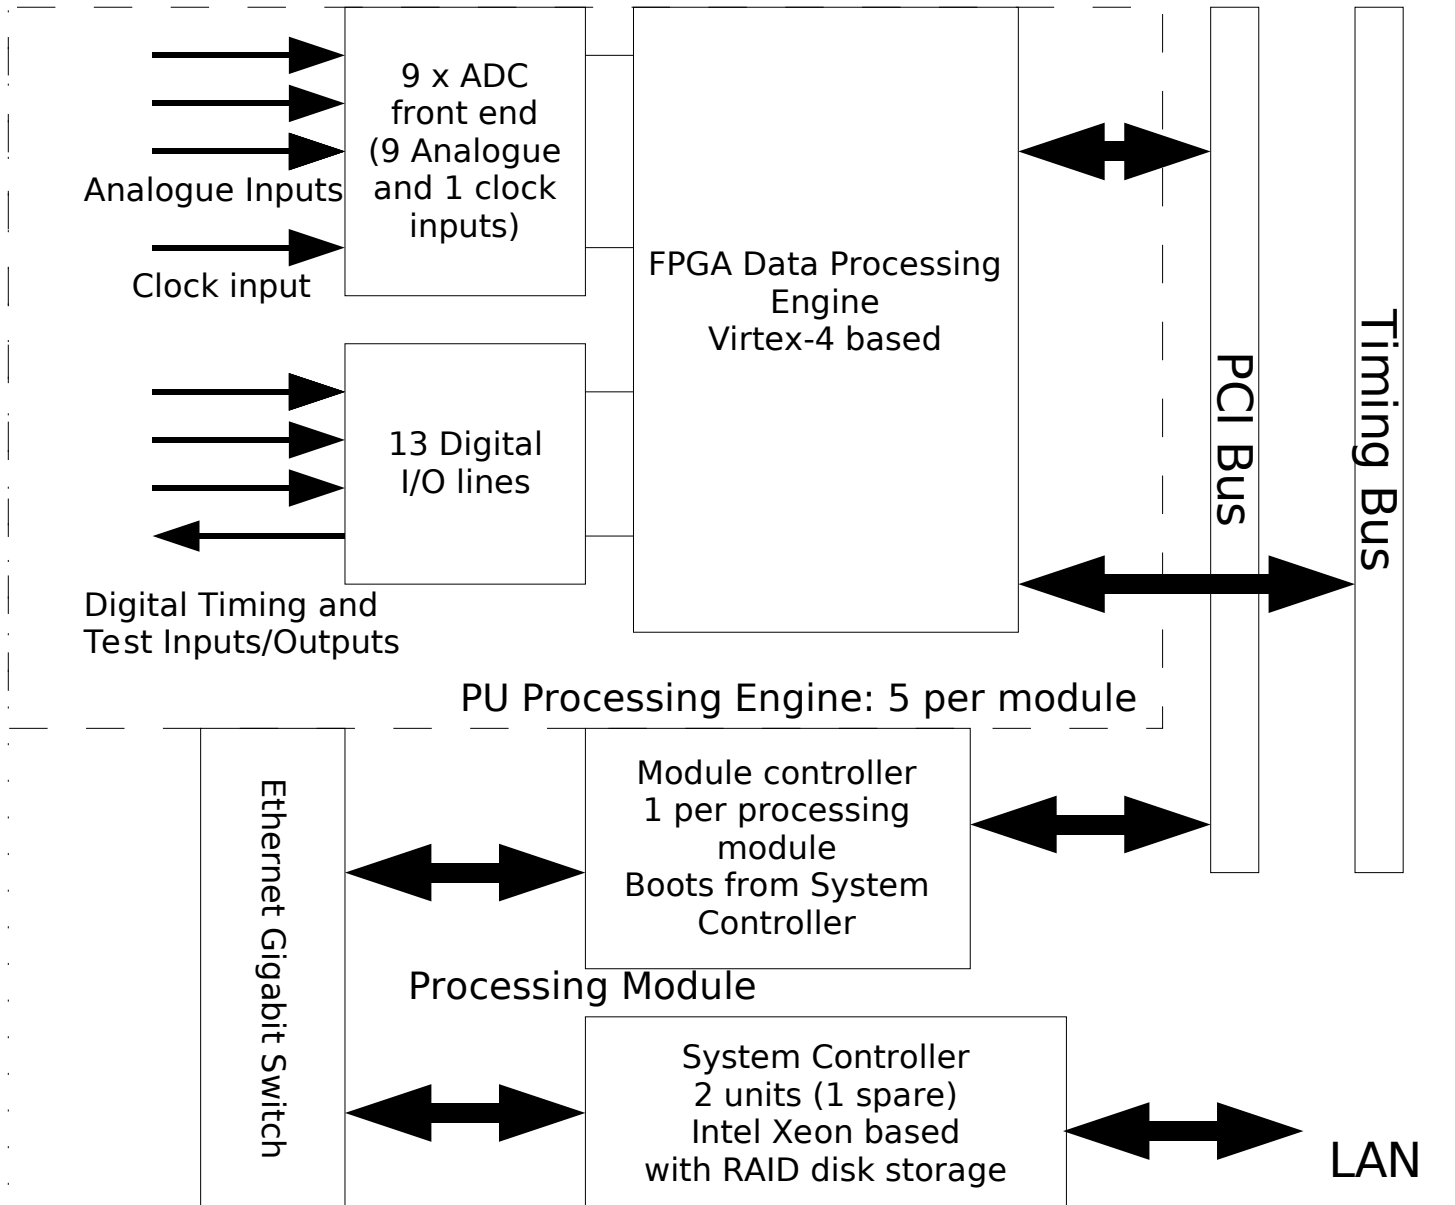 9 x ADC
front end
(9 Analogue
and 1 clock
inputs)
Analogue Inputs
Clock input
FPGA Data Processing
Engine
Virtex-4 based
13 Digital
I/O lines
Digital Timing and
Test Inputs/Outputs
PCI Bus
Timing Bus
PU Processing Engine: 5 per module
Ethernet Gigabit Switch
Module controller
1 per processing
module
Boots from System
Controller
Processing Module
System Controller
2 units (1 spare)
Intel Xeon based
with RAID disk storage
LAN